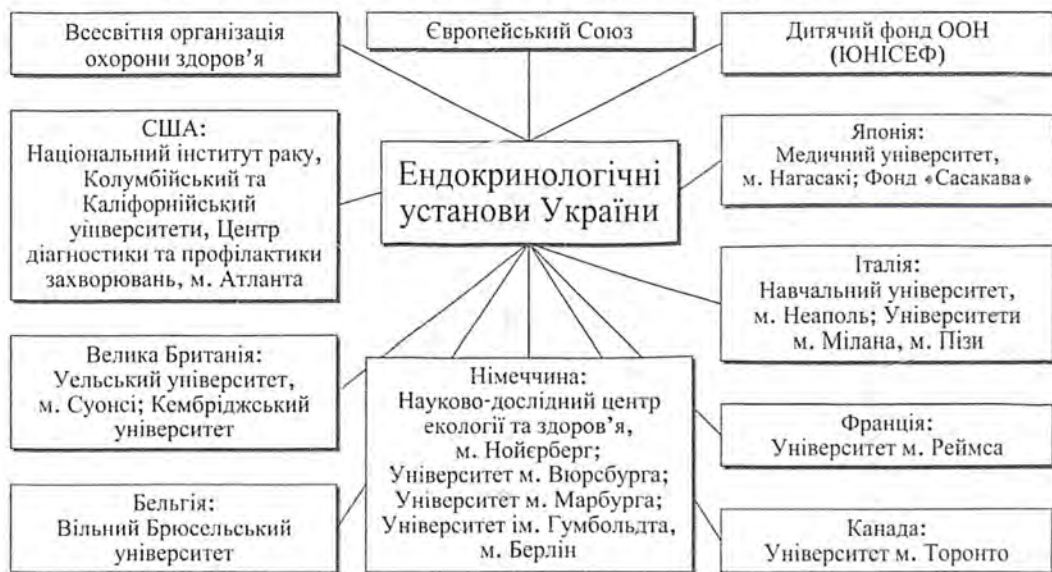 Всесвітня організація
охорони здоров’я
Європейський Союз
Дитячий фонд ООН
(ЮНІСЕФ)
США:
Національний інститут раку,
Колумбійський та
Каліфорнійський
університети, Центр
діагностики та профілактики
захворювань, м. Атланта
Ендокринологічні
установи України
Японія:
Медичний університет,
м. Нагасакі; Фонд «Сасакава»
Італія:
Навчальний університет,
м. Неаполь; Університети
м. Мілана, м. Пізи
Велика Британія:
Уельський університет,
м. Суонсі; Кембріджський
університет
Німеччина:
Науково-дослідний центр
екології та здоров’я,
м. Нойєрберг;
Університет м. Вюрсбурга;
Університет м. Марбурга;
Університет ім. Гумбольдта,
м. Берлін
Франція:
Університет м. Реймса
Бельгія:
Вільний Брюсельський
університет
Канада:
Університет м. Торонто